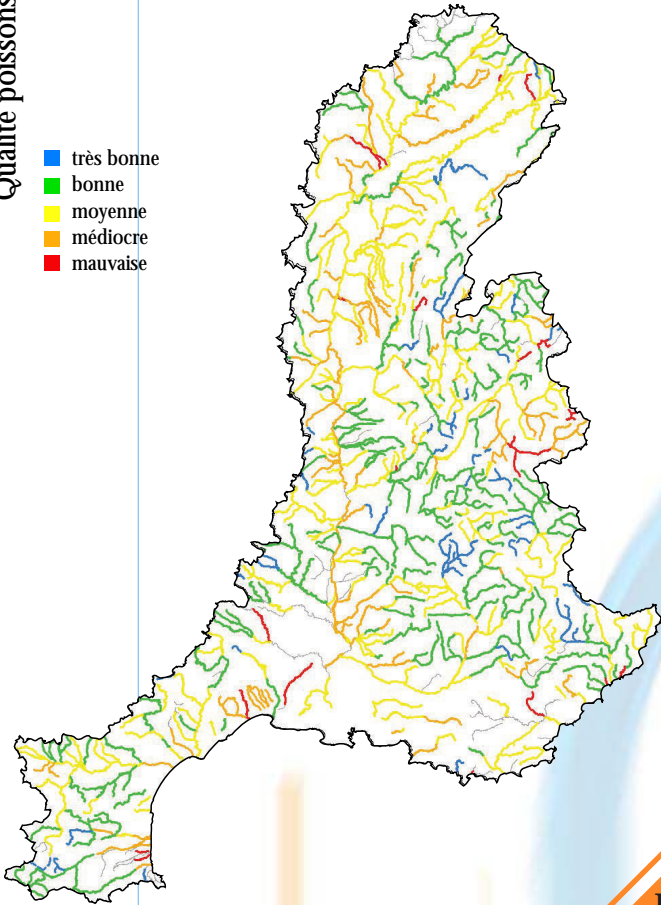 Qualité poissons
très bonne
bonne
moyenne
médiocre
mauvaise